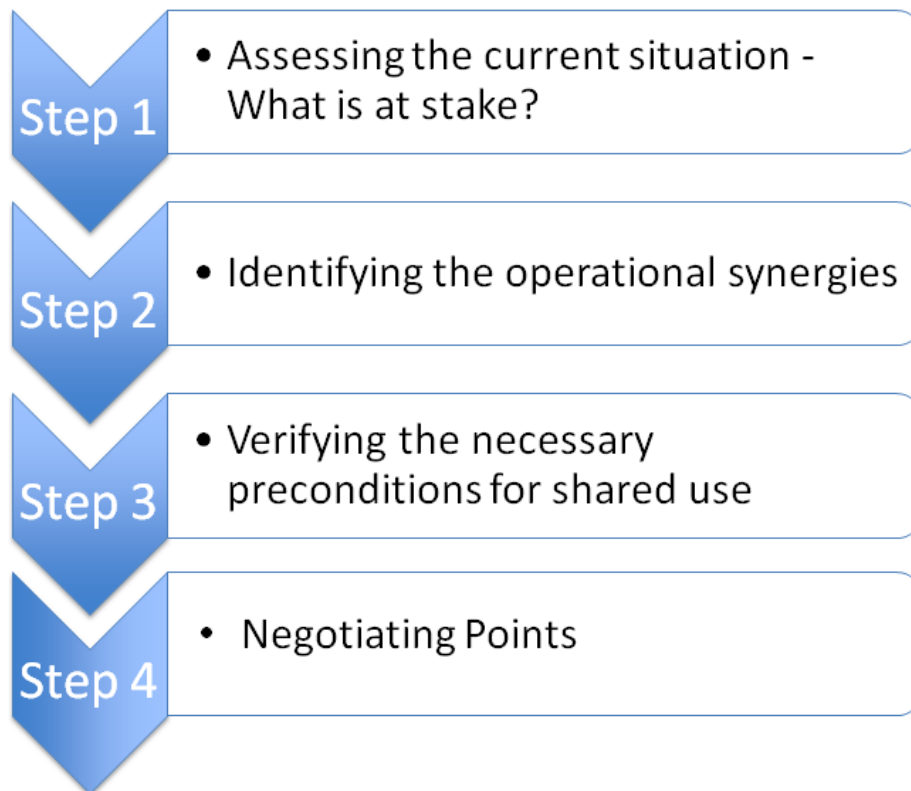 Step 1
• Assessing the current situation -
What is at stake?
Step 2
• Identifying the operational synergies
Step 3
• Verifying the necessary
preconditions for shared use
Step 4
• Negotiating Points